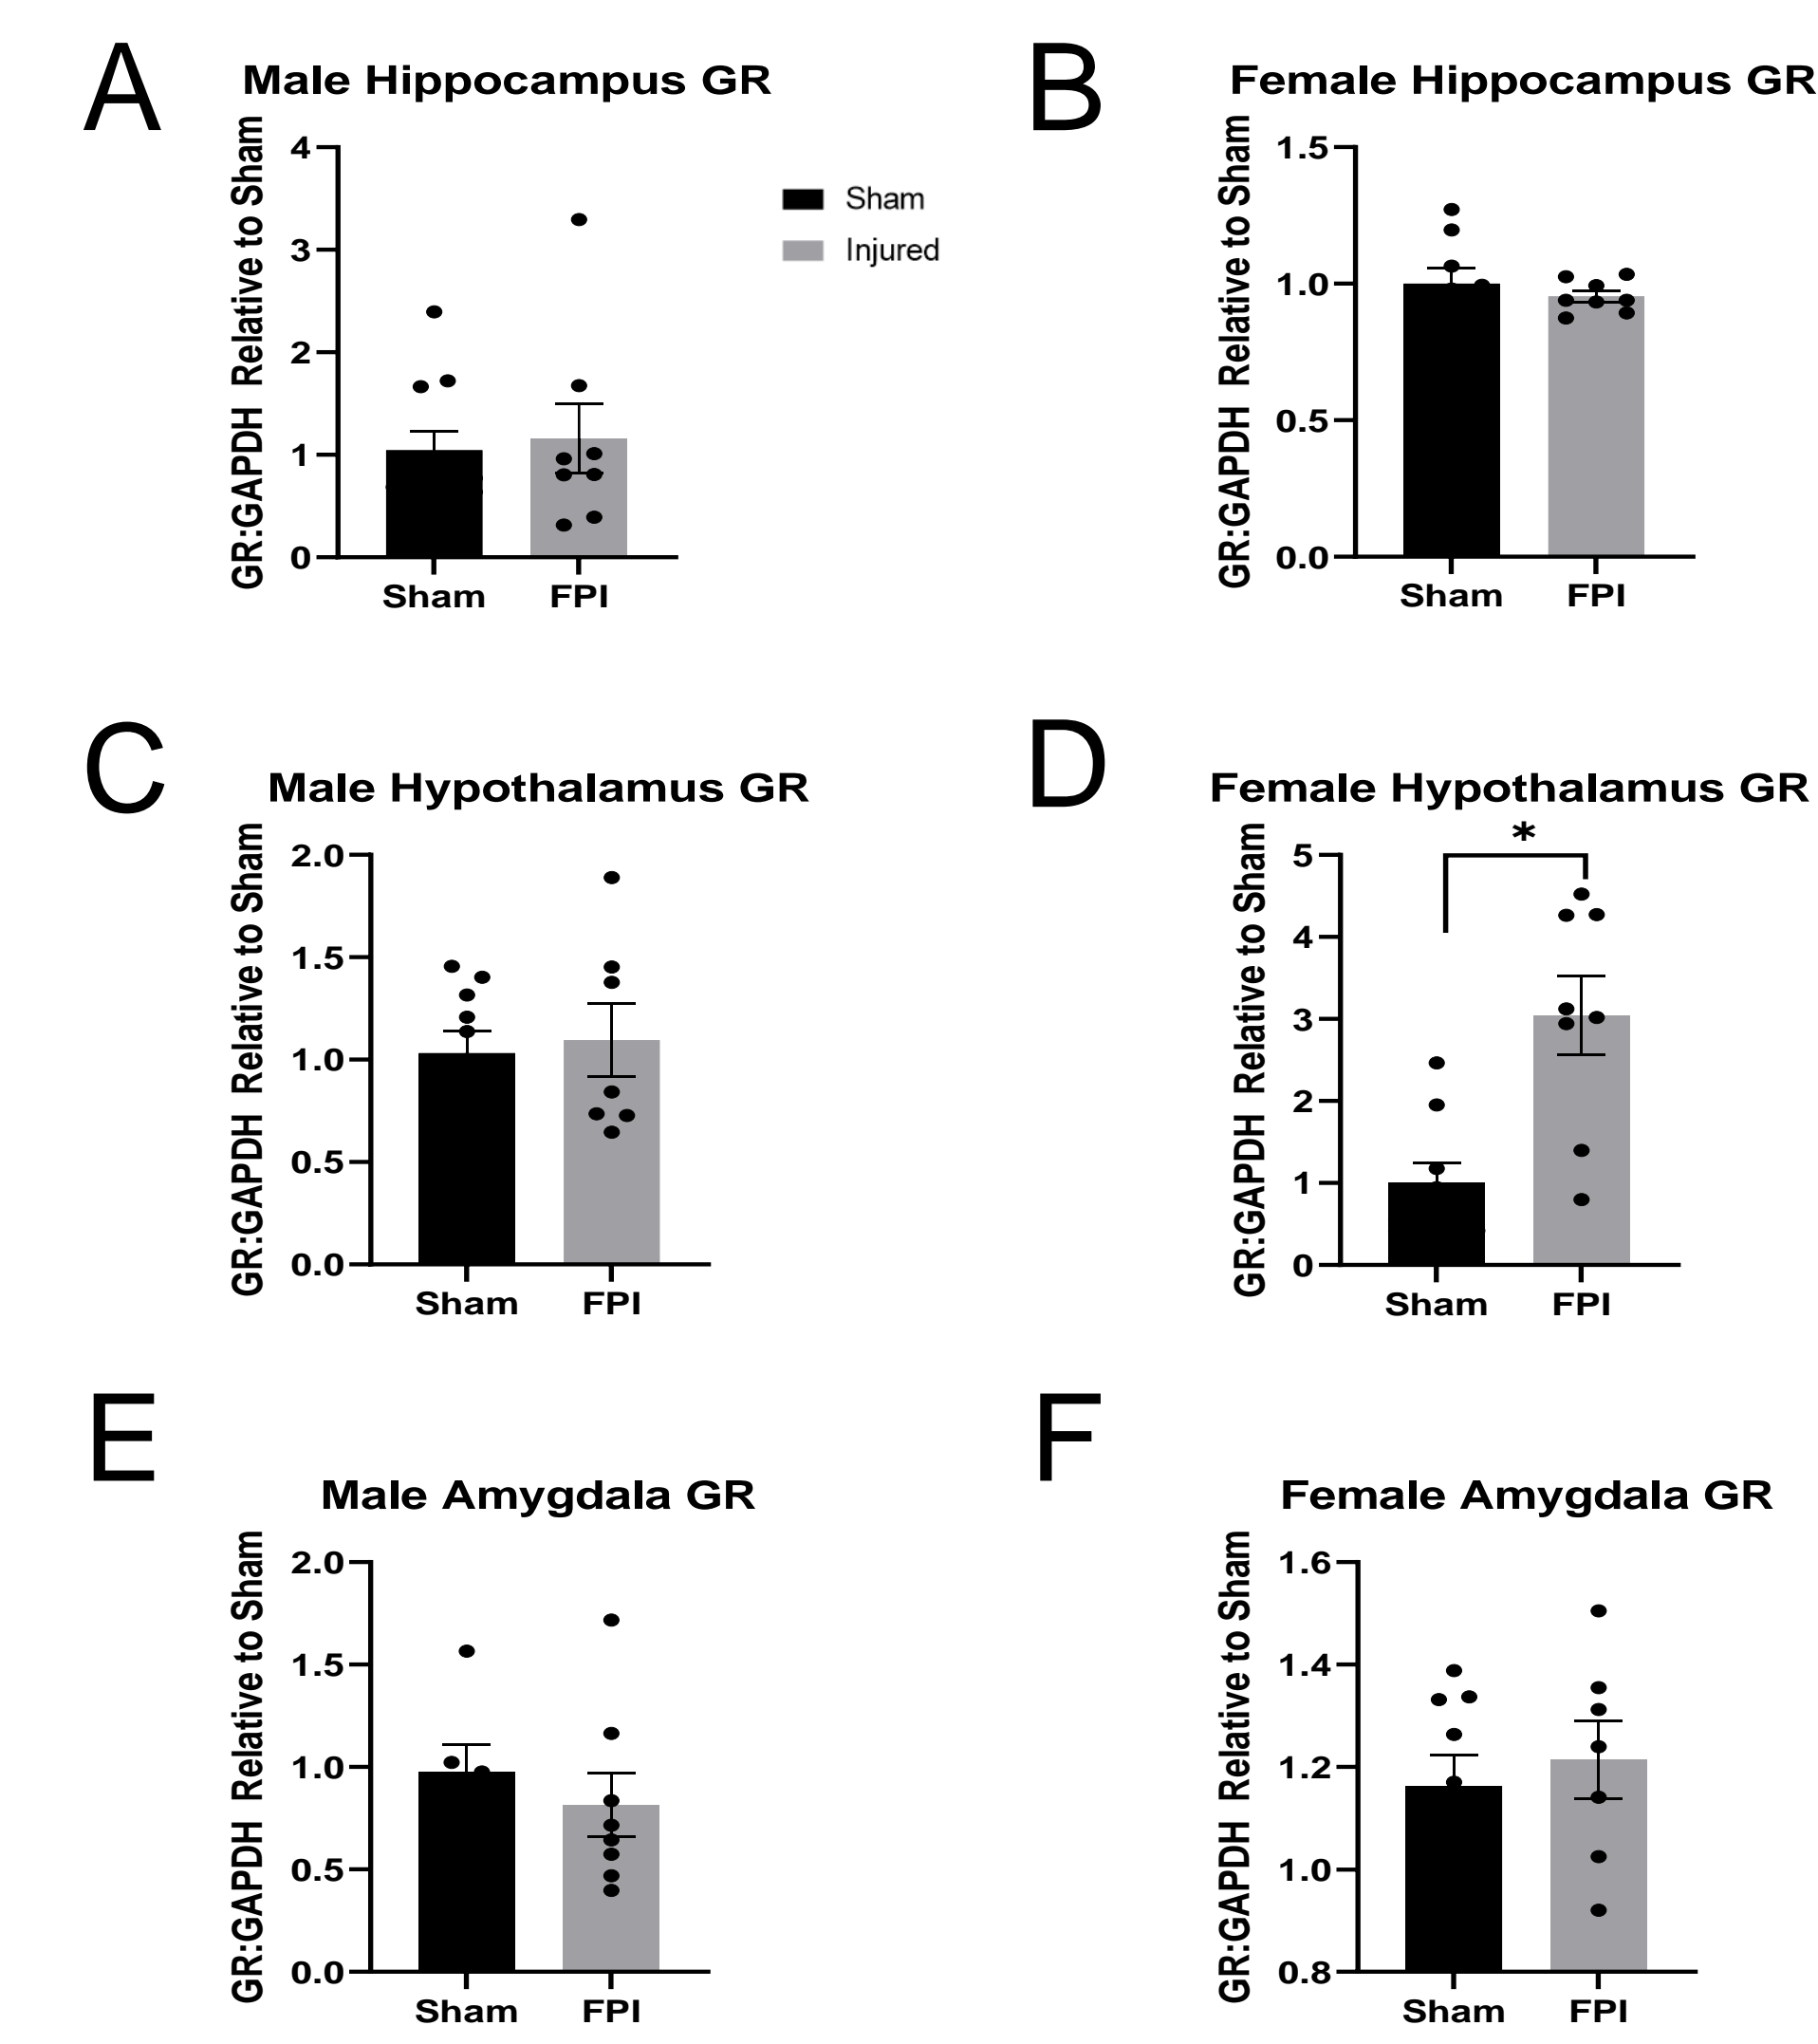 A
Male Hippocampus GR
GR:GAPDH Relative to Sham
4
3
2
1
0
Sham
FPI
Sham
Injured
B
Female Hippocampus GR
GR:GAPDH Relative to Sham
1.5
1.0
0.5
0.0
Sham
FPI
C
Male Hypothalamus GR
GR:GAPDH Relative to Sham
2.0
1.5
1.0
0.5
0.0
Sham
FPI
D
Female Hypothalamus GR
GR:GAPDH Relative to Sham
5
4
3
2
1
0
*
Sham
FPI
E
Male Amygdala GR
GR:GAPDH Relative to Sham
2.0
1.5
1.0
0.5
0.0
Sham
FPI
F
Female Amygdala GR
GR:GAPDH Relative to Sham
1.6
1.4
1.2
1.0
0.8
Sham
FPI